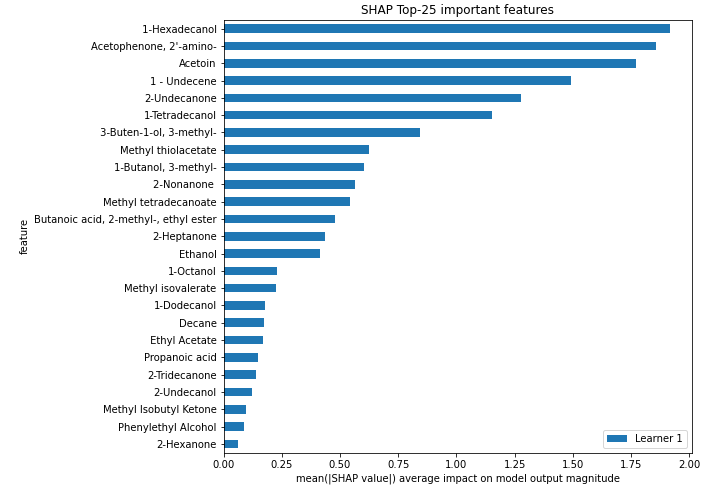 SHAP Top-25 important features
1-Hexadecanol
Acetophenone, 2'-amino-
Acetoin
1 - Undecene
2-Undecanone
1-Tetradecanol
3-Buten-1-ol, 3-methyl-
Methyl thiolacetate
1-Butanol, 3-methyl-
2-Nonanone
Methyl tetradecanoate
Butanoic acid, 2-methyl-, ethyl ester
2-Heptanone
Ethanol
1-Octanol
Methyl isovalerate
1-Dodecanol
Decane
Ethyl Acetate
Propanoic acid
2-Tridecanone
2-Undecanol
Methyl Isobutyl Ketone
Phenylethyl Alcohol
2-Hexanone
feature
Learner 1
0.00 0.25 0.50 0.75 1.00 1.25 1.50 1.75 2.00
mean(|SHAP value|) average impact on model output magnitude